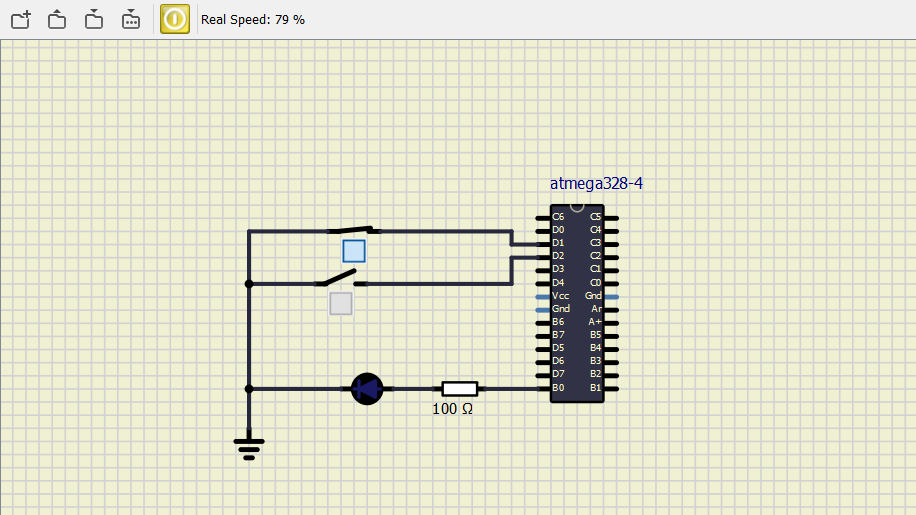 Real Speed: 79 %
atmega328-4
C6 C5
D0 C4
D1 C3
D2 C2
D3 C1
D4 C0
Vcc Gnd
Gnd Ar
B6 A+
B7 B5
D5 B4
D6 B3
D7 B2
B0 B1
100 Ω